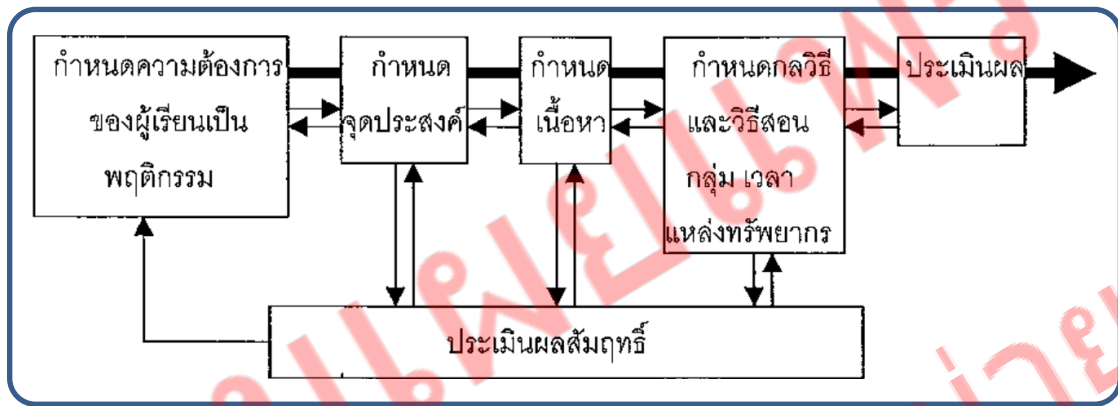 กำหนดความต้องการ
ของผู้เรียนเป็น
พฤติกรรม
กำหนด
จุดประสงค์
กำหนด
เนื้อหา
กำหนดกลวิธี
และวิธีสอน
กลุ่ม เวลา
แหล่งทรัพยากร
ประเมินผล
ประเมินผลสัมฤทธิ์